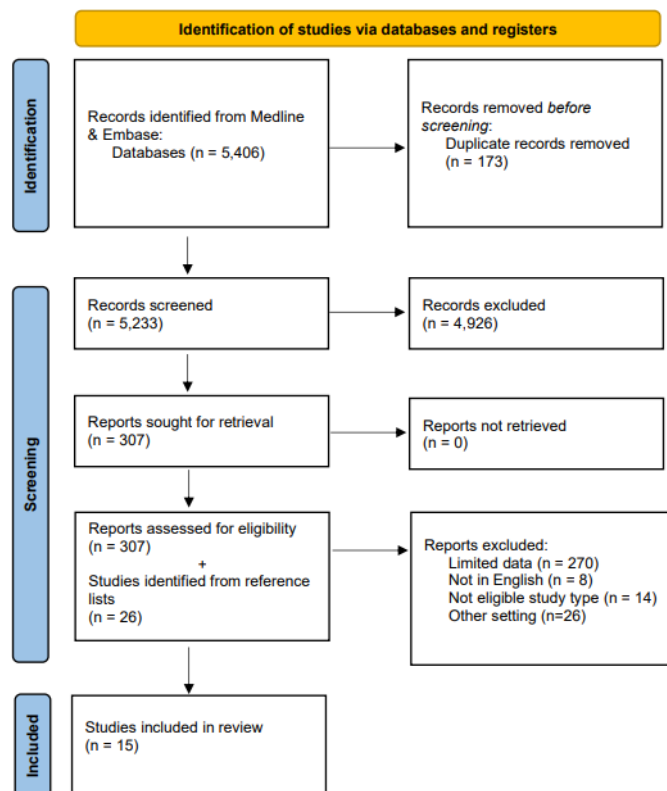 Identification of studies via databases and registers
Identification
Records identified from Medline
& Embase:
Databases (n = 5,406)
Records removed before
screening:
Duplicate records removed
(n = 173)
Screening
Records screened
(n = 5,233)
Records excluded
(n = 4,926)
Reports sought for retrieval
(n = 307)
Reports not retrieved
(n = 0)
Reports assessed for eligibility
(n = 307)
+
Studies identified from reference
lists
(n = 26)
Reports excluded:
Limited data (n = 270)
Not in English (n = 8)
Not eligible study type (n = 14)
Other setting (n=26)
Included
Studies included in review
(n = 15)